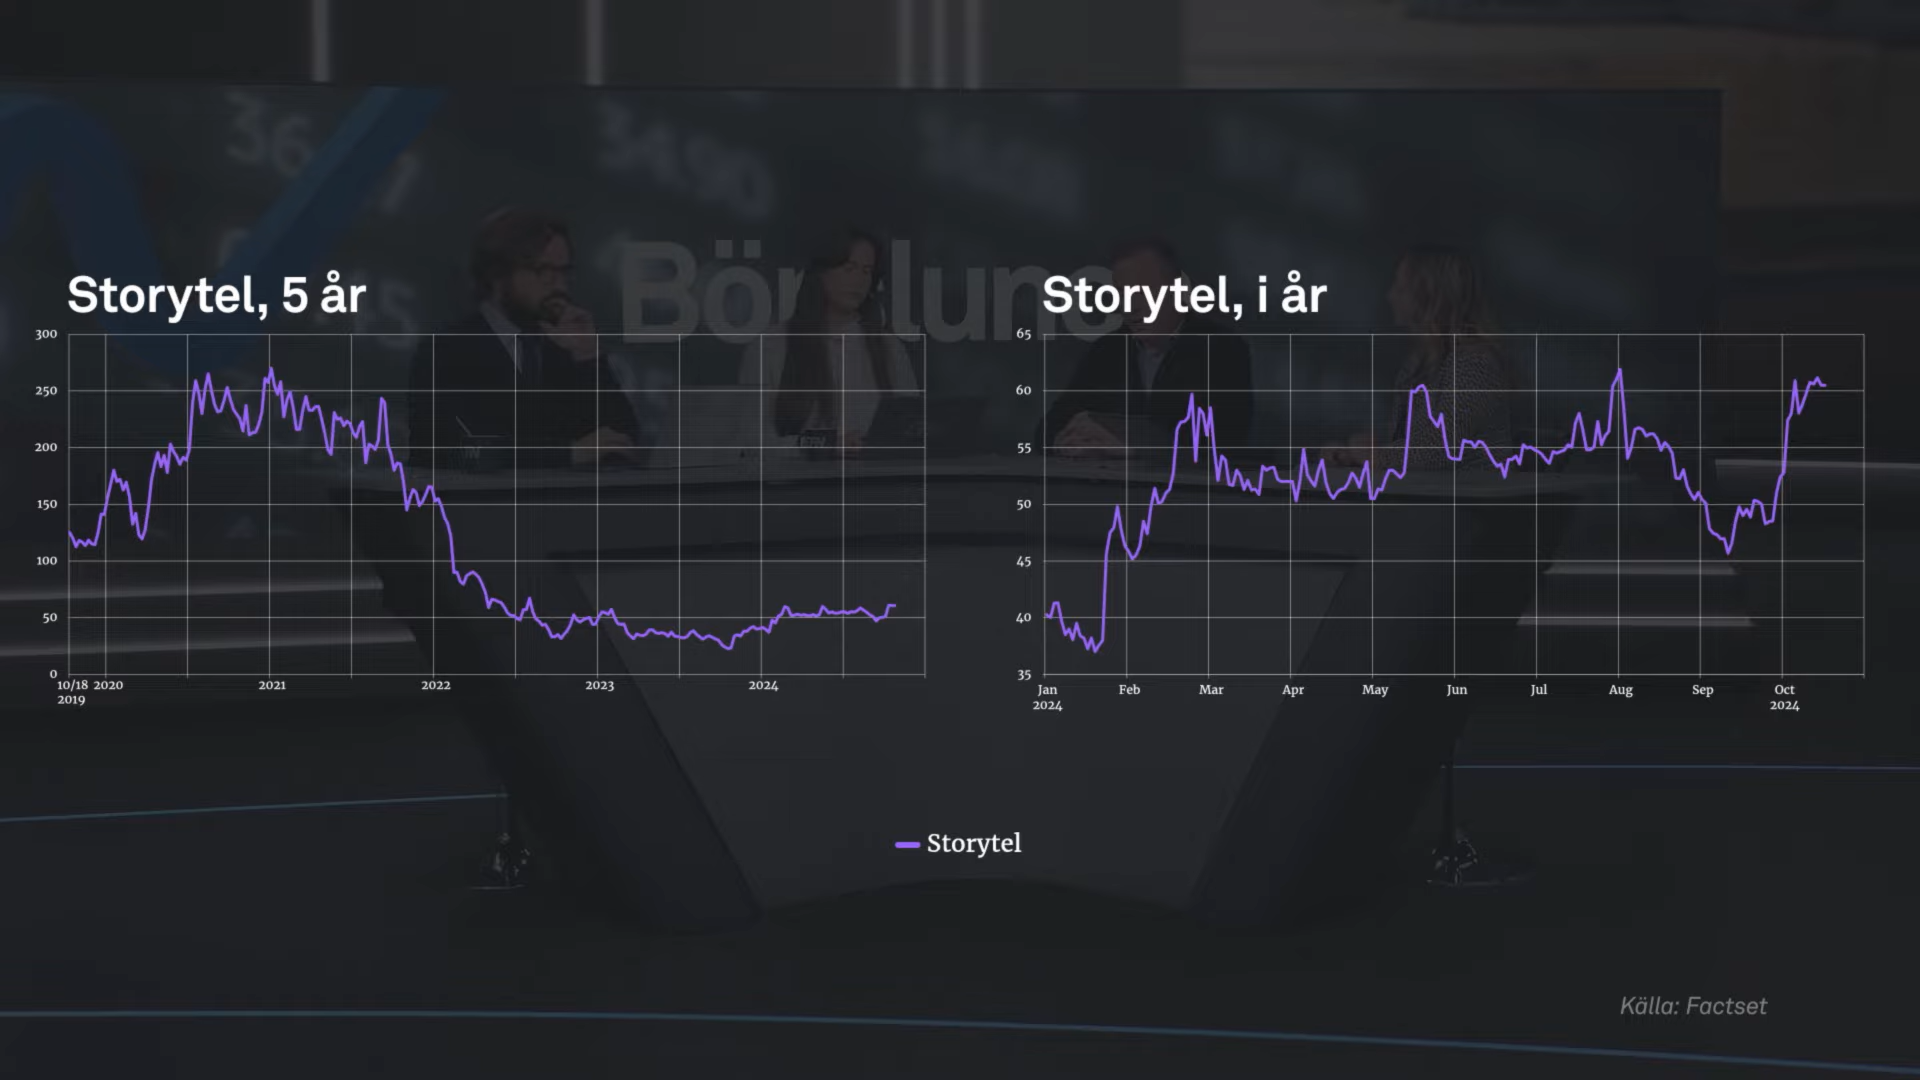 Storytel, 5 år
300
250
200
150
100
50
0
10/18 2020 2021 2022 2023 2024
2019
Storytel, i år
65
60
55
50
45
40
35
Jan Feb Mar Apr May Jun Jul Aug Sep Oct
2024 2024
Storytel
Källa: Factset